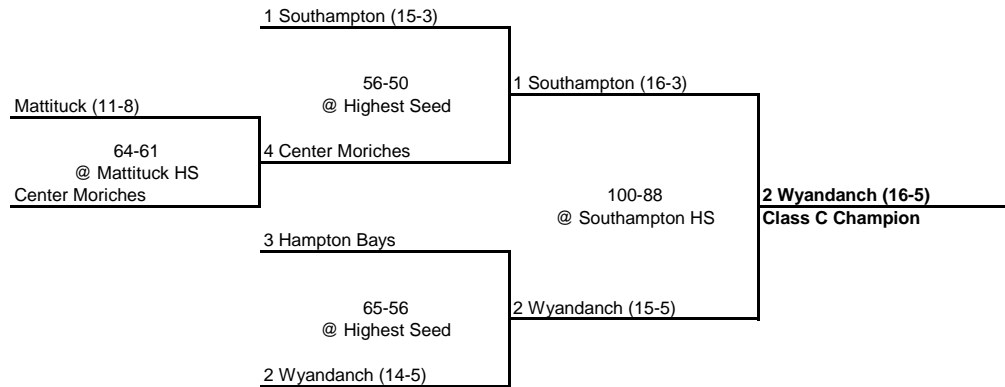 1 Southampton (15-3)
56-50
@ Highest Seed
1 Southampton (16-3)
Mattituck (11-8)
64-61
@ Mattituck HS
4 Center Moriches
Center Moriches
100-88
@ Southampton HS
2 Wyandanch (16-5)
Class C Champion
3 Hampton Bays
65-56
@ Highest Seed
2 Wyandanch (15-5)
2 Wyandanch (14-5)